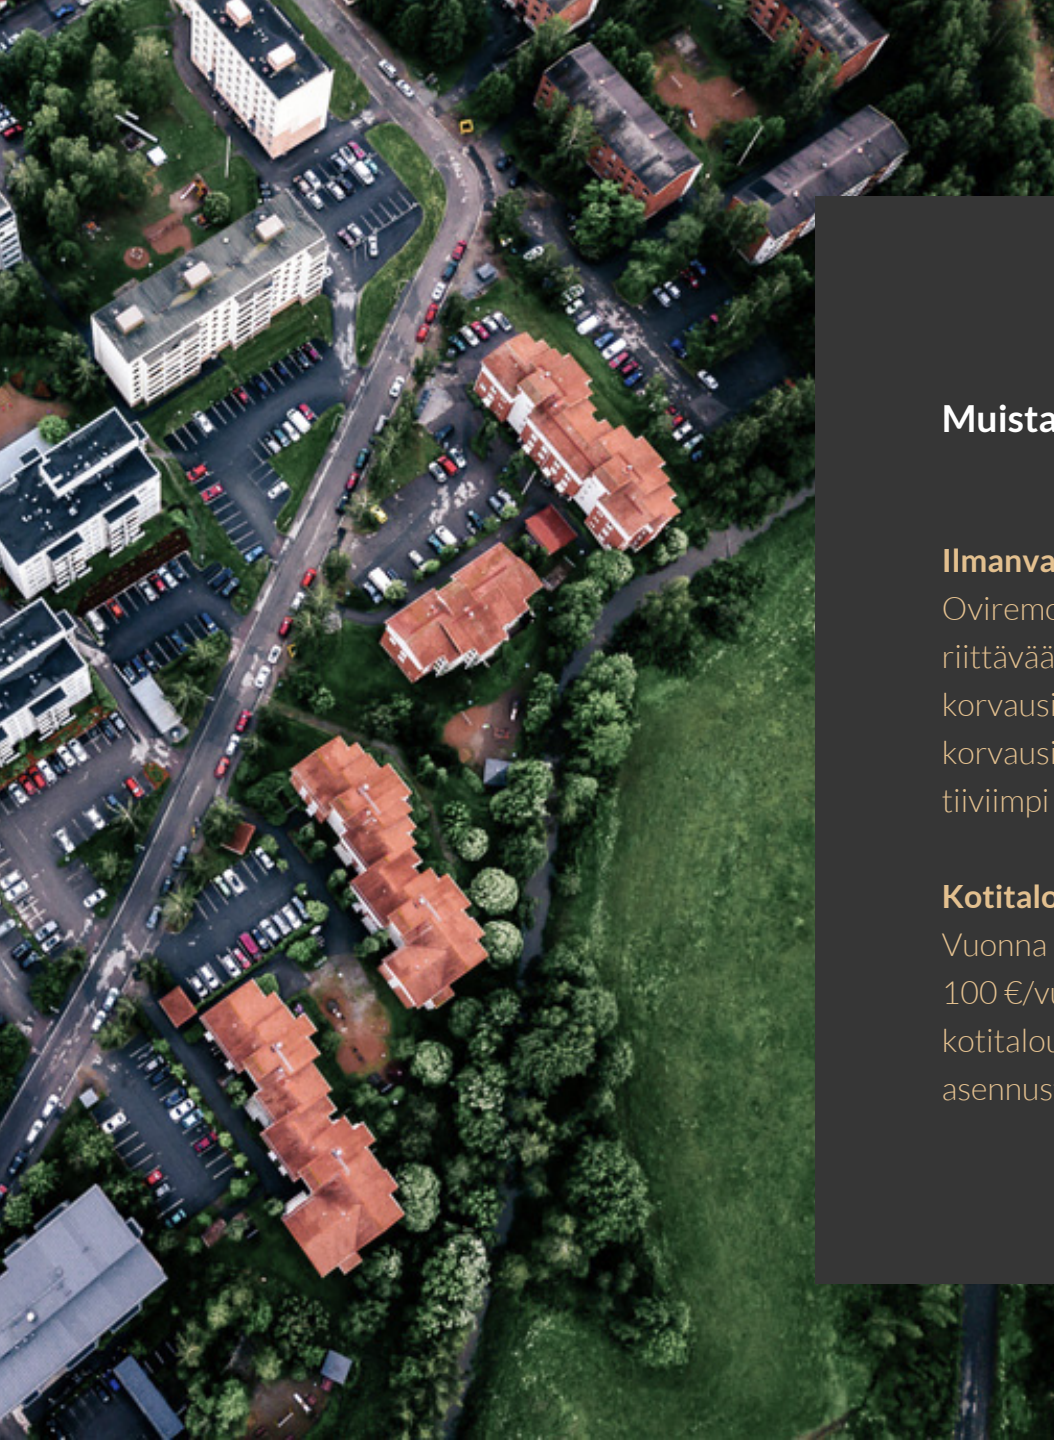 Muista
Ilmanva
Oviremo
riittävää
korvausi
korvausi
tiiviimpi
Kotitalo
Vuonna
100 €/vu
kotitalou
asennus